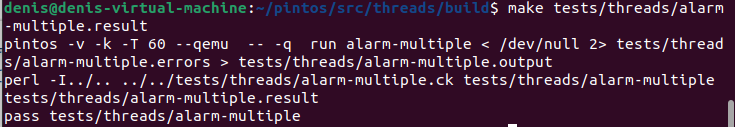 denis@denis-virtual-machine:~/pintos/src/threads/build$ make tests/threads/alarm
-multiple.result
pintos -v -k -T 60 --qemu  -- -q  run alarm-multiple < /dev/null 2> tests/thread
s/alarm-multiple.errors > tests/threads/alarm-multiple.output
perl -I../.. ../../tests/threads/alarm-multiple.ck tests/threads/alarm-multiple
tests/threads/alarm-multiple.result
pass tests/threads/alarm-multiple